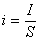 i = I/S